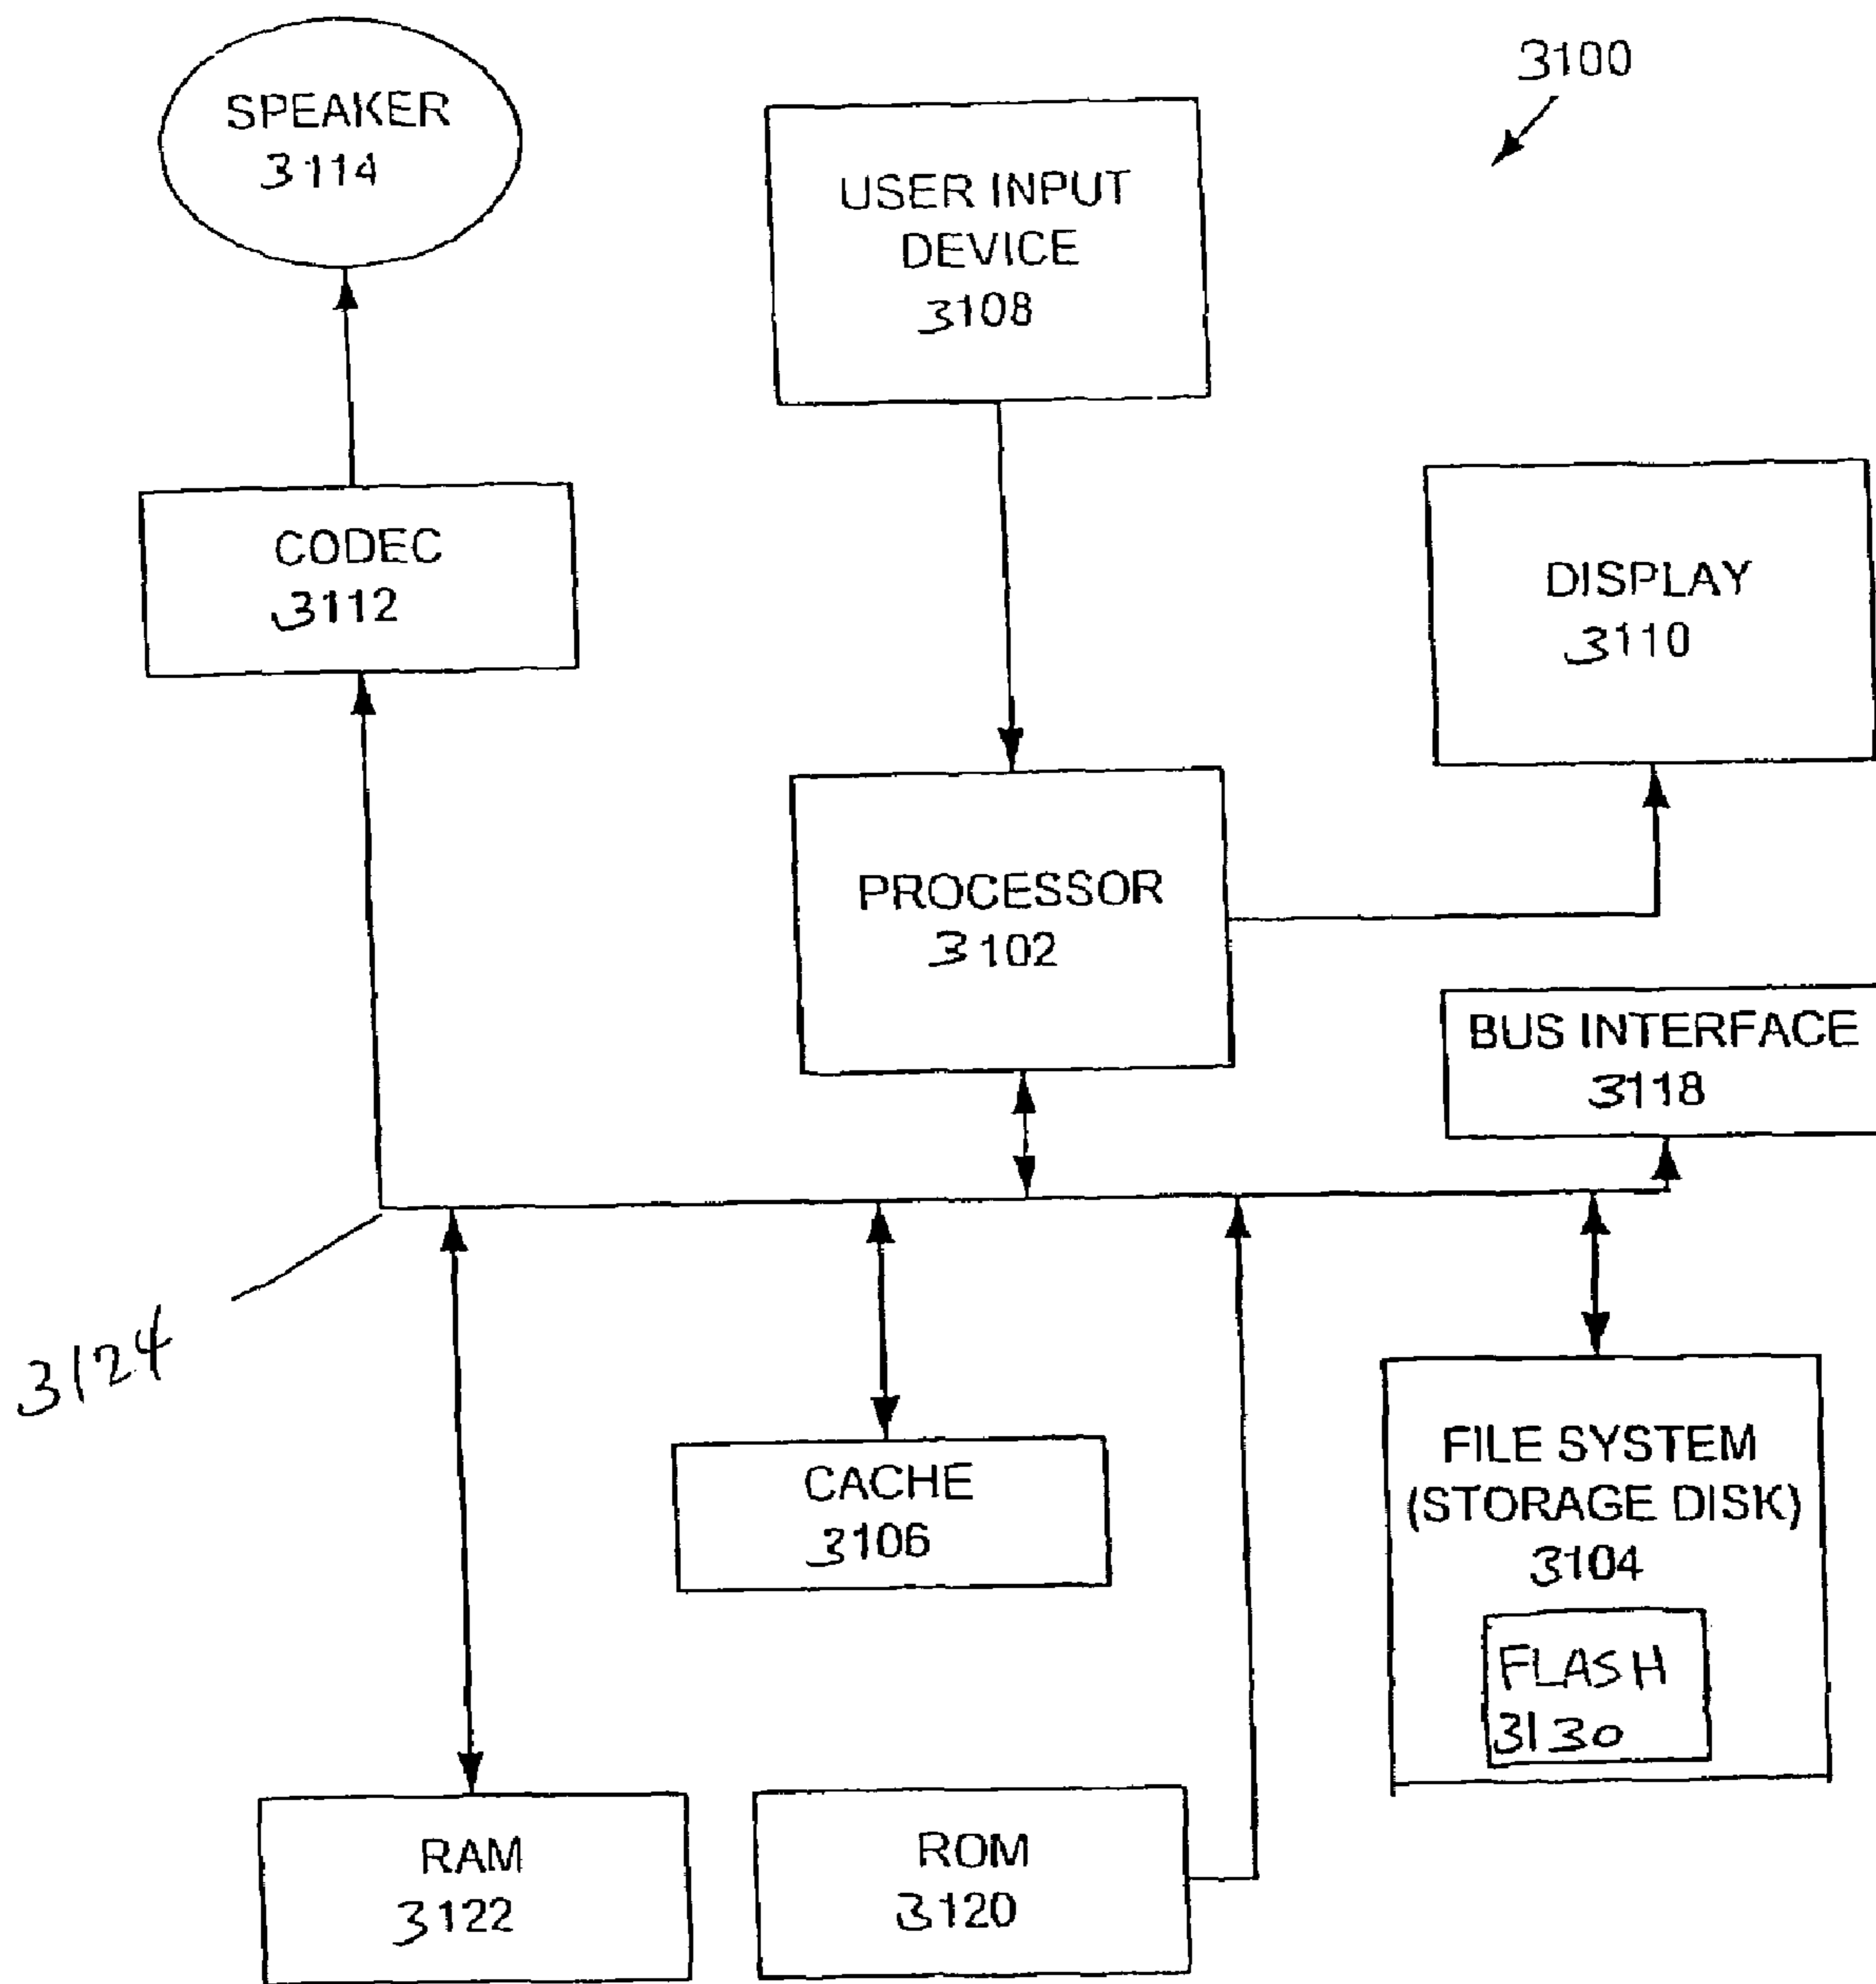 3100
SPEAKER
3114
USER INPUT
DEVICE
3108
CODEC
3112
DISPLAY
3110
PROCESSOR
3102
BUS INTERFACE
3118
3124
CACHE
3106
FILE SYSTEM
(STORAGE DISK)
3104
FLASH
3130
RAM
3122
ROM
3120